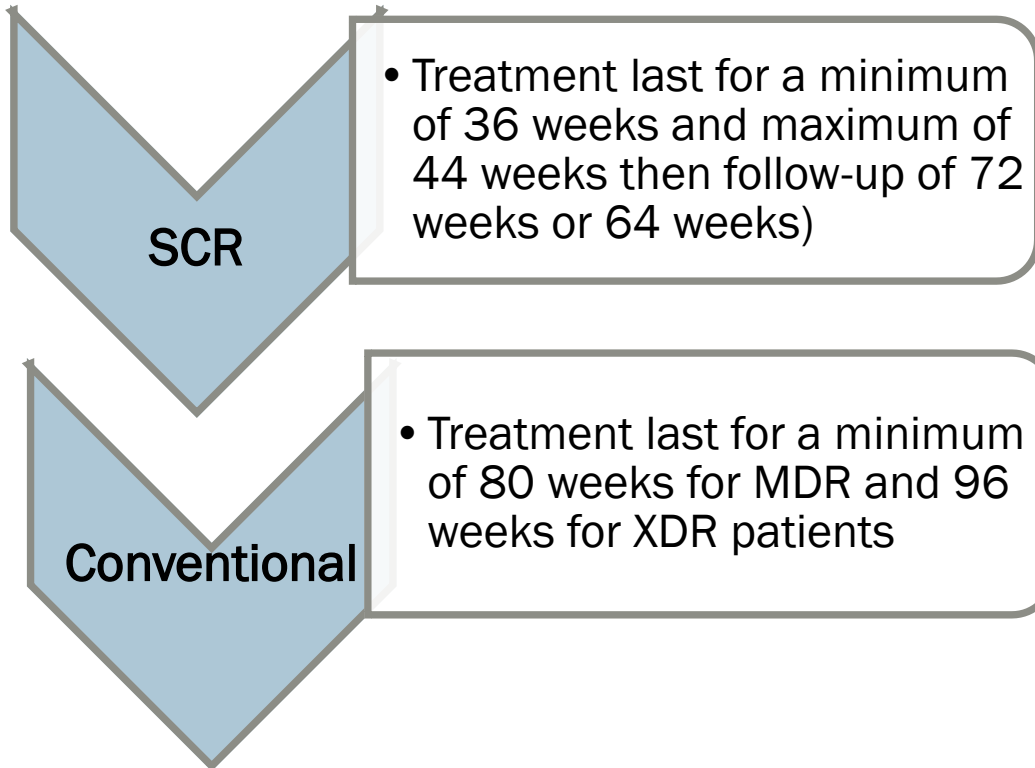 • Treatment last for a minimum
of 36 weeks and maximum of
44 weeks then follow-up of 72
weeks or 64 weeks)
SCR
• Treatment last for a minimum
of 80 weeks for MDR and 96
weeks for XDR patients
Conventional